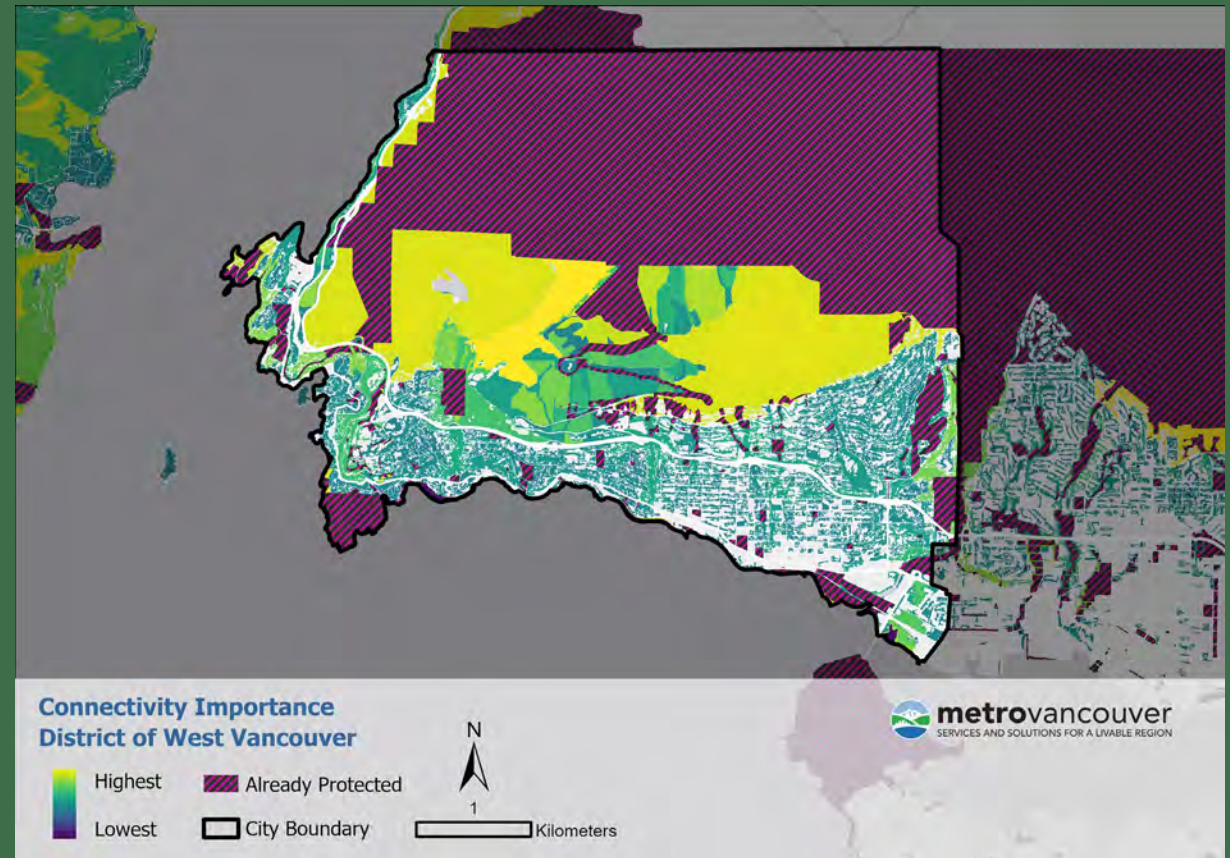 Connectivity Importance
District of West Vancouver
Highest
Lowest
Already Protected
City Boundary
N
1
Kilometers
metrovancouver
SERVICES AND SOLUTIONS FOR A LIVABLE REGION